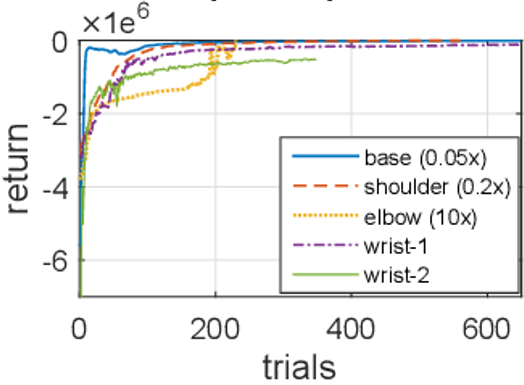 ×1e⁶
0
-2
-4
-6
return
base (0.05x)
shoulder (0.2x)
elbow (10x)
wrist-1
wrist-2
0 200 400 600
trials